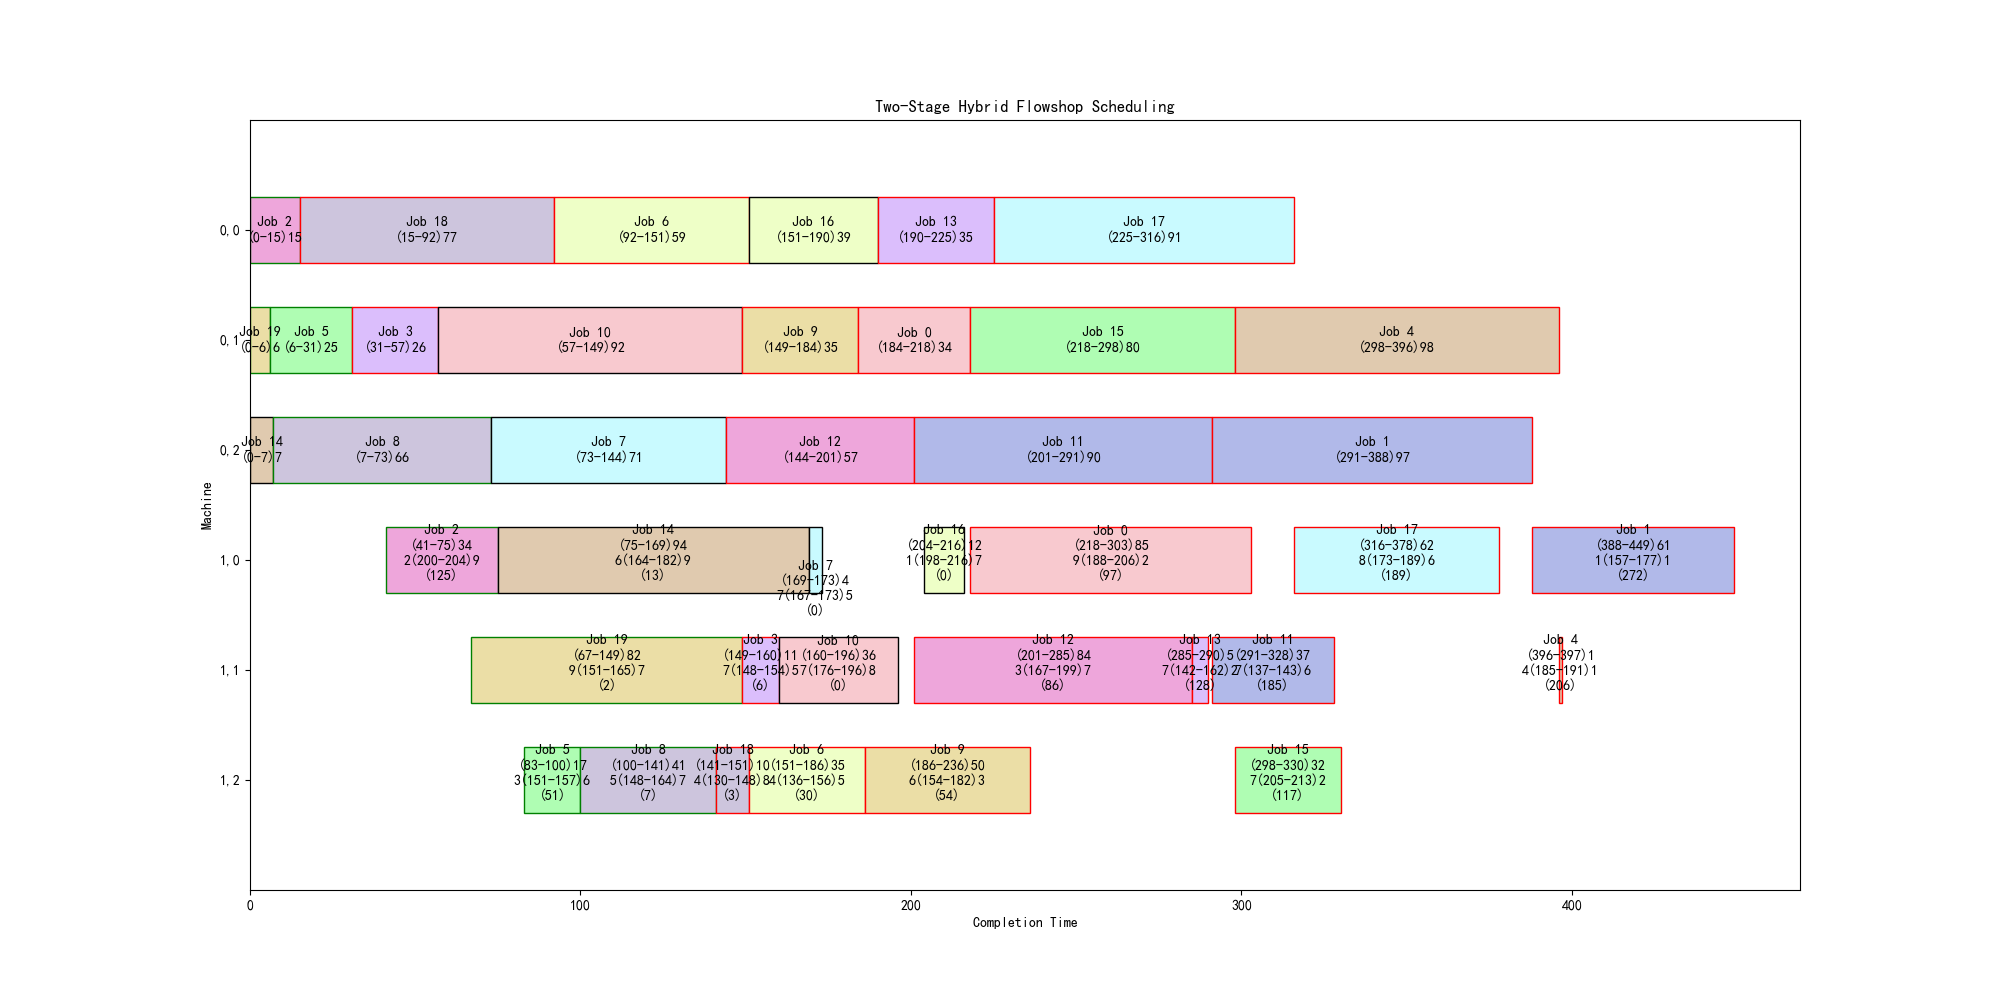 Two-Stage Hybrid Flowshop Scheduling
Machine
0,0
Job 2
(0-15)15
Job 18
(15-92)77
Job 6
(92-151)59
Job 16
(151-190)39
Job 13
(190-225)35
Job 17
(225-316)91
0,1
Job 19
(0-6)6
Job 5
(6-31)25
Job 3
(31-57)26
Job 10
(57-149)92
Job 9
(149-184)35
Job 0
(184-218)34
Job 15
(218-298)80
Job 4
(298-396)98
0,2
Job 14
(0-7)7
Job 8
(7-73)66
Job 7
(73-144)71
Job 12
(144-201)57
Job 11
(201-291)90
Job 1
(291-388)97
1,0
Job 2
(41-75)34
2(200-204)9
(125)
Job 14
(75-169)94
6(164-182)9
(13)
Job 7
(169-173)4
7(167-173)5
(0)
Job 16
(204-216)12
1(198-216)7
(0)
Job 0
(218-303)85
9(188-206)2
(97)
Job 17
(316-378)62
8(173-189)6
(189)
Job 1
(388-449)61
1(157-177)1
(272)
1,1
Job 19
(67-149)82
9(151-165)7
(2)
Job 3
(149-160)11
7(148-154)5
(6)
Job 10
(160-196)36
7(176-196)8
(0)
Job 12
(201-285)84
3(167-199)7
(86)
Job 13
(285-290)5
7(142-162)2
(128)
Job 11
(291-328)37
7(137-143)6
(185)
Job 4
(396-397)1
4(185-191)1
(206)
1,2
Job 5
(83-100)17
3(151-157)6
(51)
Job 8
(100-141)41
5(148-164)7
(7)
Job 18
(141-151)10
4(130-148)8
(3)
Job 6
(151-186)35
4(136-156)5
(30)
Job 9
(186-236)50
6(154-182)3
(54)
Job 15
(298-330)32
7(205-213)2
(117)
0
100
200
300
400
Completion Time